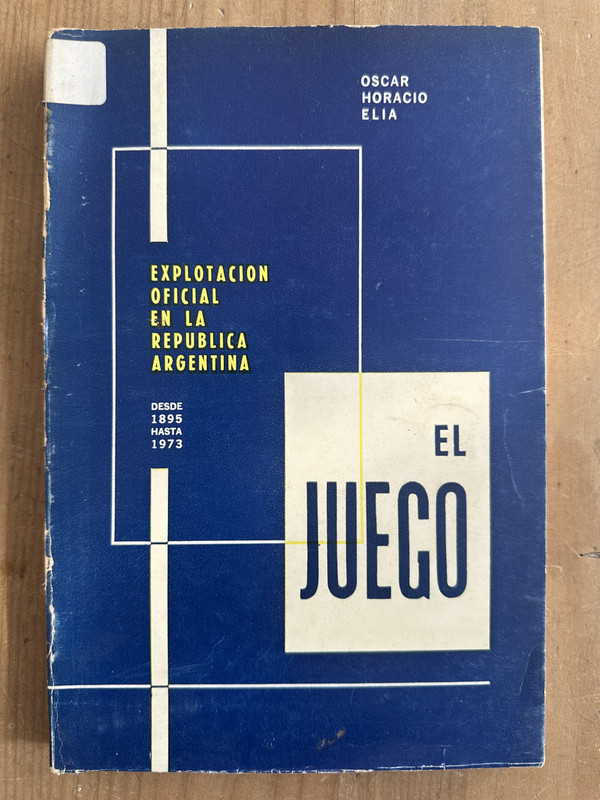 OSCAR
HORACIO
ELIA
EXPLOTACION
OFICIAL
EN LA
REPUBLICA
ARGENTINA
DESDE
1895
HASTA
1973
EL
JUEGO